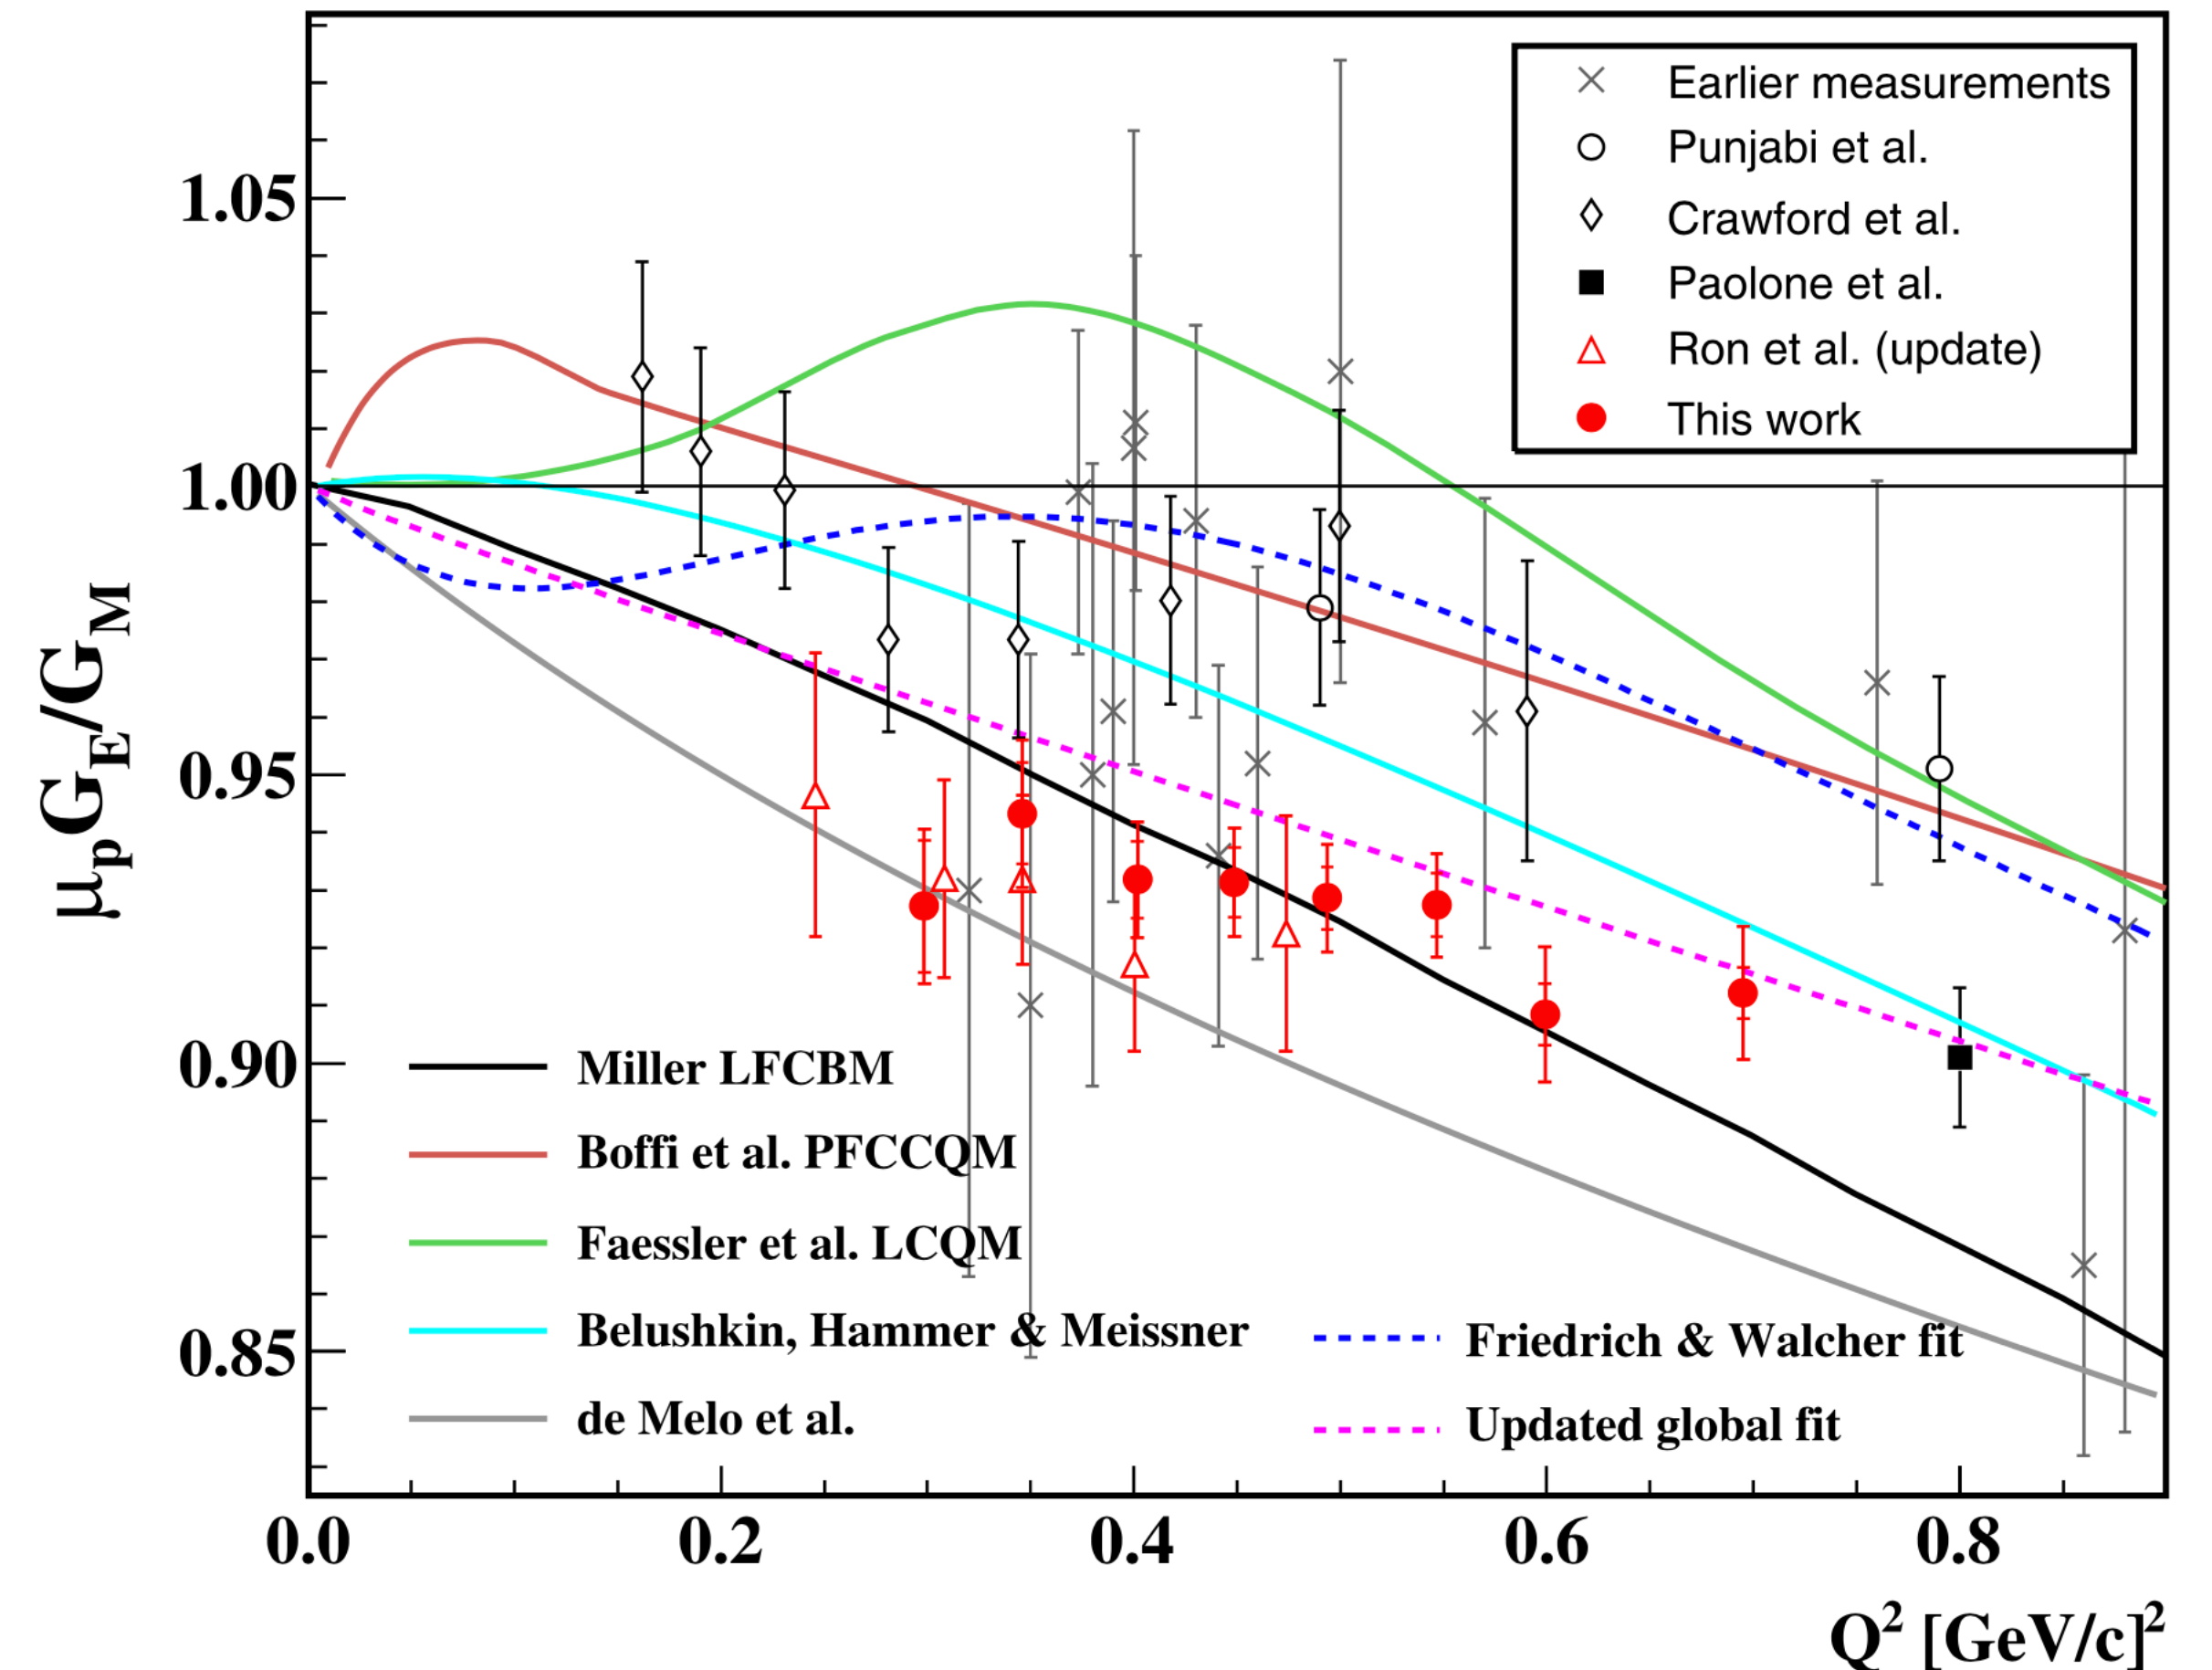 Earlier measurements
Punjabi et al.
Crawford et al.
Paolone et al.
Ron et al. (update)
This work
1.05
1.00
0.95
0.90
0.85
μpGE/GM
Miller LFCBM
Boffi et al. PFCCQM
Faessler et al. LCQM
Belushkin, Hammer & Meissner
de Melo et al.
Friedrich & Walcher fit
Updated global fit
0.0 0.2 0.4 0.6 0.8
Q² [GeV/c]²